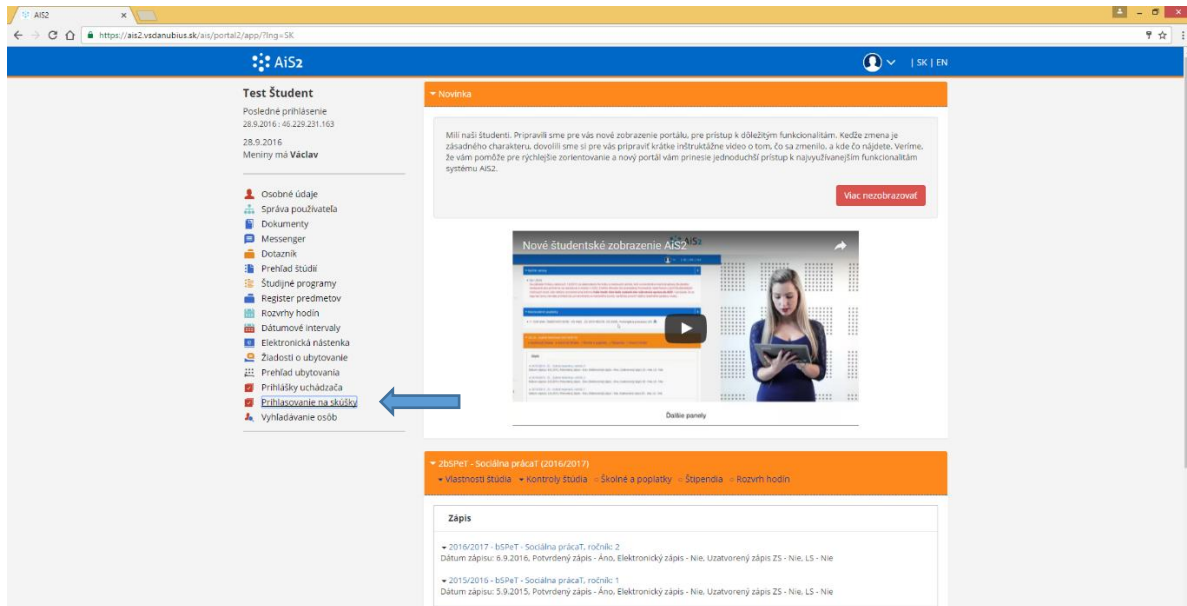 AiS2
https://ais2.vsdanubius.sk/ais/portal2/app/?lng=SK
AiS2
| SK | EN
Test Študent
Posledné prihlásenie
28.9.2016 : 46.229.231.163
28.9.2016
Meniny má Václav
Osobné údaje
Správa používateľa
Dokumenty
Messenger
Dotazník
Prehľad štúdií
Študijné programy
Register predmetov
Rozvrhy hodín
Dátumové intervaly
Elektronická nástenka
Žiadosti o ubytovanie
Prehľad ubytovania
Prihlášky uchádzača
Prihlasovanie na skúšky
Vyhľadávanie osôb
Novinka
Milí naši študenti. Pripravili sme pre vás nové zobrazenie portálu, pre prístup k dôležitým funkcionalitám. Keďže zmena je
zásadného charakteru, dovolili sme si pre vás pripraviť krátke inštruktážne video o tom, čo sa zmenilo, a kde čo nájdete. Veríme,
že vám pomôže pre rýchlejšie zorientovanie a nový portál vám prinesie jednoduchší prístup k najvyužívanejším funkcionalitám
systému AiS2.
Viac nezobrazovať
Nové študentské zobrazenie AiS2
AiS2
Zápis
Ďalšie panely
2bSPeT - Sociálna prácaT (2016/2017)
Vlastnosti štúdia Kontroly štúdia Školné a poplatky Štipendia Rozvrh hodín
Zápis
2016/2017 - bSPeT - Sociálna prácaT, ročník: 2
Dátum zápisu: 6.9.2016, Potvrdený zápis - Áno, Elektronický zápis - Nie, Uzatvorený zápis ZS - Nie, LS - Nie
2015/2016 - bSPeT - Sociálna prácaT, ročník: 1
Dátum zápisu: 5.9.2015, Potvrdený zápis - Áno, Elektronický zápis - Nie, Uzatvorený zápis ZS - Nie, LS - Nie